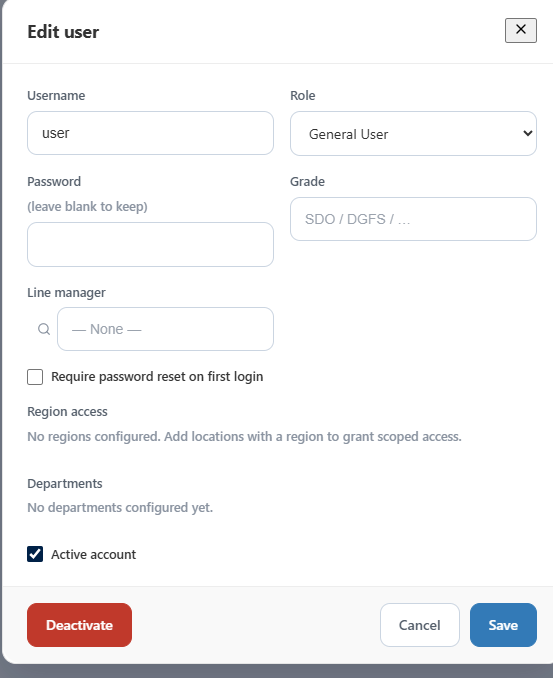 Edit user
Username
Role
user
General User
Password
Grade
(leave blank to keep)
SDO / DGFS / …
Line manager
— None —
Require password reset on first login
Region access
No regions configured. Add locations with a region to grant scoped access.
Departments
No departments configured yet.
Active account
Deactivate
Cancel
Save